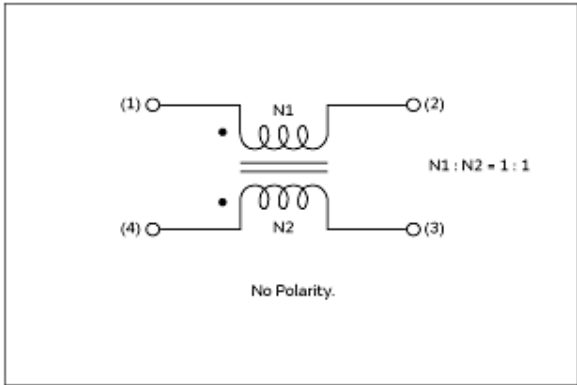 (1) N1 (2)
N1 : N2 = 1 : 1
(4) N2 (3)
No Polarity.